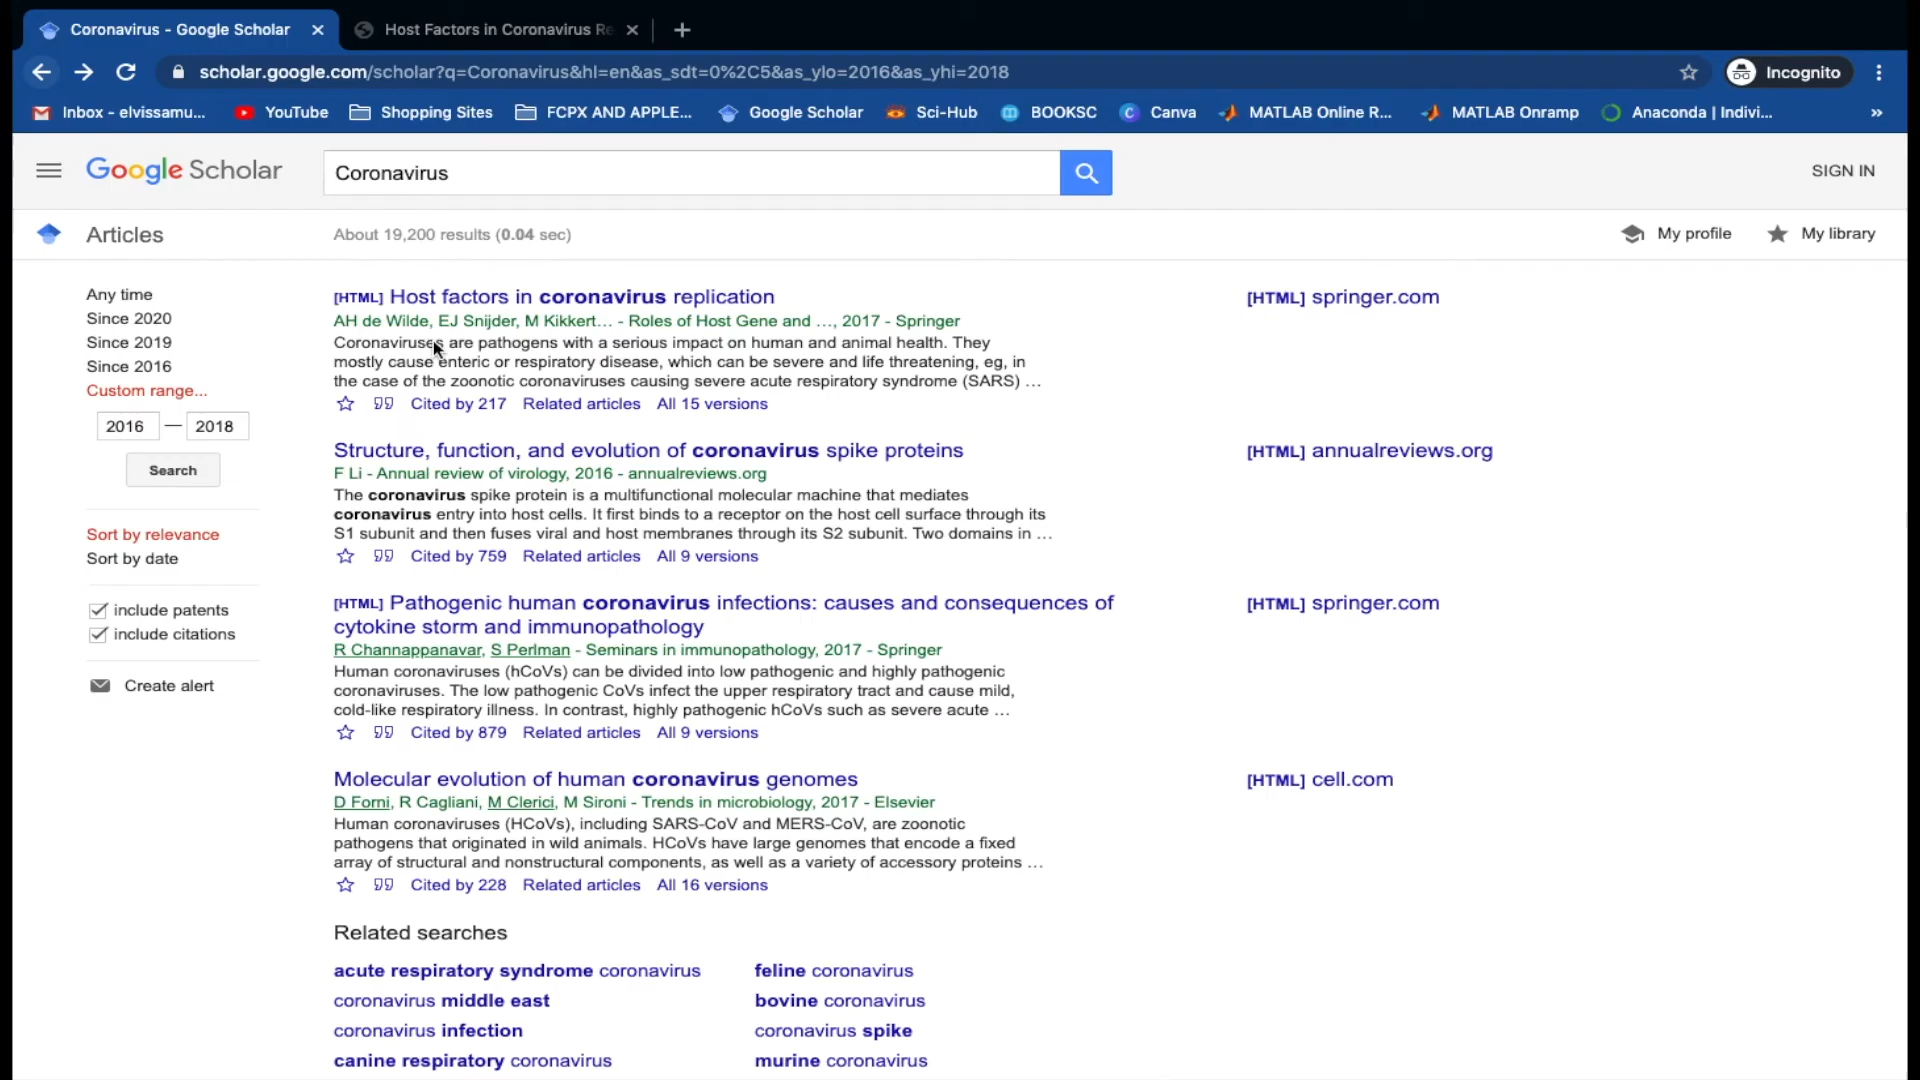 Coronavirus - Google Scholar
Host Factors in Coronavirus Re
scholar.google.com/scholar?q=Coronavirus&hl=en&as_sdt=0%2C5&as_ylo=2016&as_yhi=2018
Incognito
Inbox - elvissamu...
YouTube
Shopping Sites
FCPX AND APPLE...
Google Scholar
Sci-Hub
BOOKSC
Canva
MATLAB Online R...
MATLAB Onramp
Anaconda | Indivi...
»
Google Scholar
Coronavirus
SIGN IN
Articles
About 19,200 results (0.04 sec)
My profile
My library
Any time
Since 2020
Since 2019
Since 2016
Custom range...
2016 — 2018
Search
Sort by relevance
Sort by date
include patents
include citations
Create alert
[HTML] Host factors in coronavirus replication
AH de Wilde, EJ Snijder, M Kikkert... - Roles of Host Gene and ..., 2017 - Springer
Coronaviruses are pathogens with a serious impact on human and animal health. They
mostly cause enteric or respiratory disease, which can be severe and life threatening, eg, in
the case of the zoonotic coronaviruses causing severe acute respiratory syndrome (SARS) ...
Cited by 217 Related articles All 15 versions
[HTML] springer.com
Structure, function, and evolution of coronavirus spike proteins
F Li - Annual review of virology, 2016 - annualreviews.org
The coronavirus spike protein is a multifunctional molecular machine that mediates
coronavirus entry into host cells. It first binds to a receptor on the host cell surface through its
S1 subunit and then fuses viral and host membranes through its S2 subunit. Two domains in ...
Cited by 759 Related articles All 9 versions
[HTML] annualreviews.org
[HTML] Pathogenic human coronavirus infections: causes and consequences of
cytokine storm and immunopathology
R Channappanavar, S Perlman - Seminars in immunopathology, 2017 - Springer
Human coronaviruses (hCoVs) can be divided into low pathogenic and highly pathogenic
coronaviruses. The low pathogenic CoVs infect the upper respiratory tract and cause mild,
cold-like respiratory illness. In contrast, highly pathogenic hCoVs such as severe acute ...
Cited by 879 Related articles All 9 versions
[HTML] springer.com
Molecular evolution of human coronavirus genomes
D Forni, R Cagliani, M Clerici, M Sironi - Trends in microbiology, 2017 - Elsevier
Human coronaviruses (HCoVs), including SARS-CoV and MERS-CoV, are zoonotic
pathogens that originated in wild animals. HCoVs have large genomes that encode a fixed
array of structural and nonstructural components, as well as a variety of accessory proteins ...
Cited by 228 Related articles All 16 versions
[HTML] cell.com
Related searches
acute respiratory syndrome coronavirus
feline coronavirus
coronavirus middle east
bovine coronavirus
coronavirus infection
coronavirus spike
canine respiratory coronavirus
murine coronavirus